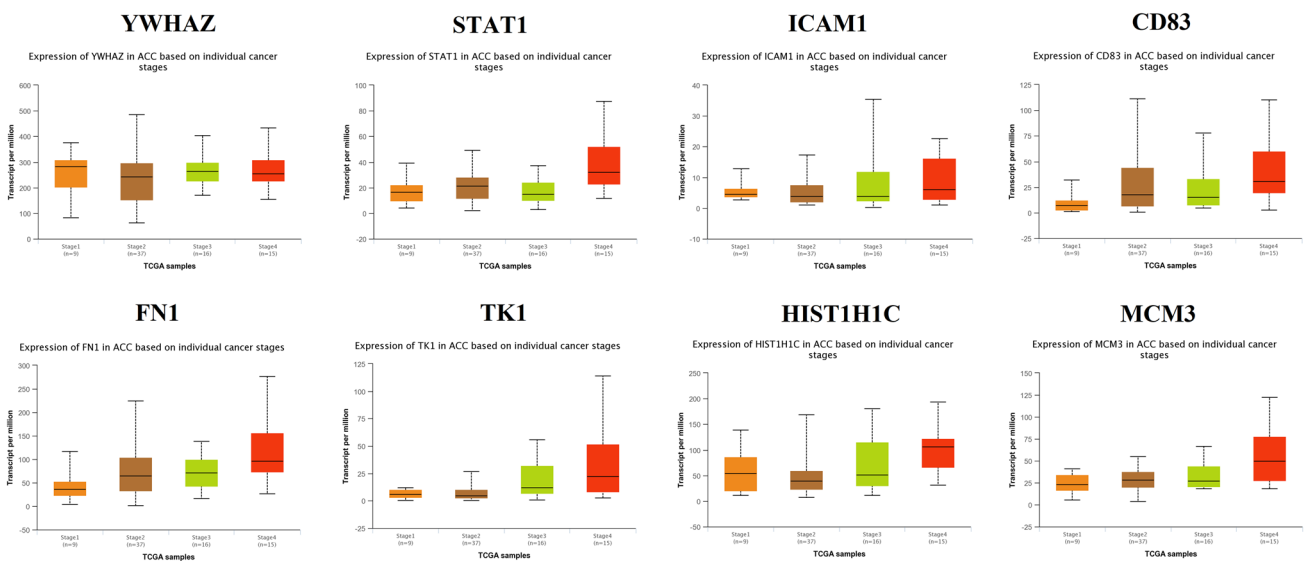 YWHAZ
Expression of YWHAZ in ACC based on individual cancer
stages
Transcript per million
600
500
400
300
200
100
0
Stage1
(n=9)
Stage2
(n=37)
Stage3
(n=16)
Stage4
(n=15)
TCGA samples
STAT1
Expression of STAT1 in ACC based on individual cancer
stages
Transcript per million
100
80
60
40
20
0
-20
Stage1
(n=9)
Stage2
(n=37)
Stage3
(n=16)
Stage4
(n=15)
TCGA samples
ICAM1
Expression of ICAM1 in ACC based on individual cancer
stages
Transcript per million
40
30
20
10
0
-10
Stage1
(n=9)
Stage2
(n=37)
Stage3
(n=16)
Stage4
(n=15)
TCGA samples
CD83
Expression of CD83 in ACC based on individual cancer
stages
Transcript per million
125
100
75
50
25
0
-25
Stage1
(n=9)
Stage2
(n=37)
Stage3
(n=16)
Stage4
(n=15)
TCGA samples
FN1
Expression of FN1 in ACC based on individual cancer stages
Transcript per million
300
250
200
150
100
50
0
-50
Stage1
(n=9)
Stage2
(n=37)
Stage3
(n=16)
Stage4
(n=15)
TCGA samples
TK1
Expression of TK1 in ACC based on individual cancer stages
Transcript per million
125
100
75
50
25
0
-25
Stage1
(n=9)
Stage2
(n=37)
Stage3
(n=16)
Stage4
(n=15)
TCGA samples
HIST1H1C
Expression of HIST1H1C in ACC based on individual cancer
stages
Transcript per million
250
200
150
100
50
0
-50
Stage1
(n=9)
Stage2
(n=37)
Stage3
(n=16)
Stage4
(n=15)
TCGA samples
MCM3
Expression of MCM3 in ACC based on individual cancer
stages
Transcript per million
150
125
100
75
50
25
0
-25
Stage1
(n=9)
Stage2
(n=37)
Stage3
(n=16)
Stage4
(n=15)
TCGA samples